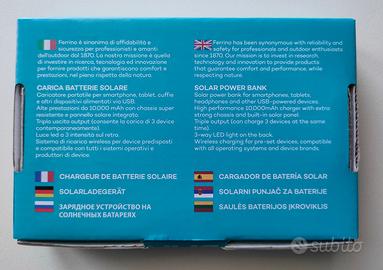 Ferrino è sinonimo di affidabilità e
sicurezza per professionisti e amanti
dell'outdoor dal 1870. La nostra missione è quella
di investire in ricerca, tecnologia ed innovazione
per fornire prodotti che garantiscano comfort e
prestazioni, nel pieno rispetto della natura.
CARICA BATTERIE SOLARE
Caricatore portatile per smartphone, tablet, cuffie
e altri dispositivi via USB.
Alte prestazioni da 10.000 mAh con chassis super
resistente e pannello solare integrato.
Tripla uscita output (consente la carica di 3 device
contemporaneamente).
Luce led a 3 intensità sul retro.
Sistema di ricarica wireless per device predisposti
e compatibile con tutti i sistemi operativi e
produttori di device.
Ferrino has been synonymous with reliability and
safety for professionals and outdoor enthusiasts
since 1870. Our mission is to invest in research,
technology and innovation to provide products
that guarantee comfort and performance, while
respecting nature.
SOLAR POWER BANK
Solar power bank for smartphones, tablets,
headphones and other USB-powered devices.
High performance 10,000mAh charger with extra
strong chassis and built-in solar panel.
Triple output (can charge 3 devices at the same
time).
3-way LED light on the back.
Wireless charging for pre-set devices, compatible
with all operating systems and device brands.
CHARGEUR DE BATTERIE SOLAIRE
SOLARLADEGERÄT
ЗАРЯДНОЕ УСТРОЙСТВО НА
СОЛНЕЧНЫХ БАТАРЕЯХ
CARGADOR DE BATERÍA SOLAR
SOLARNI PUNJAČ ZA BATERIJE
SAULĖS BATERIJOS ĮKROVIKLIS
subito